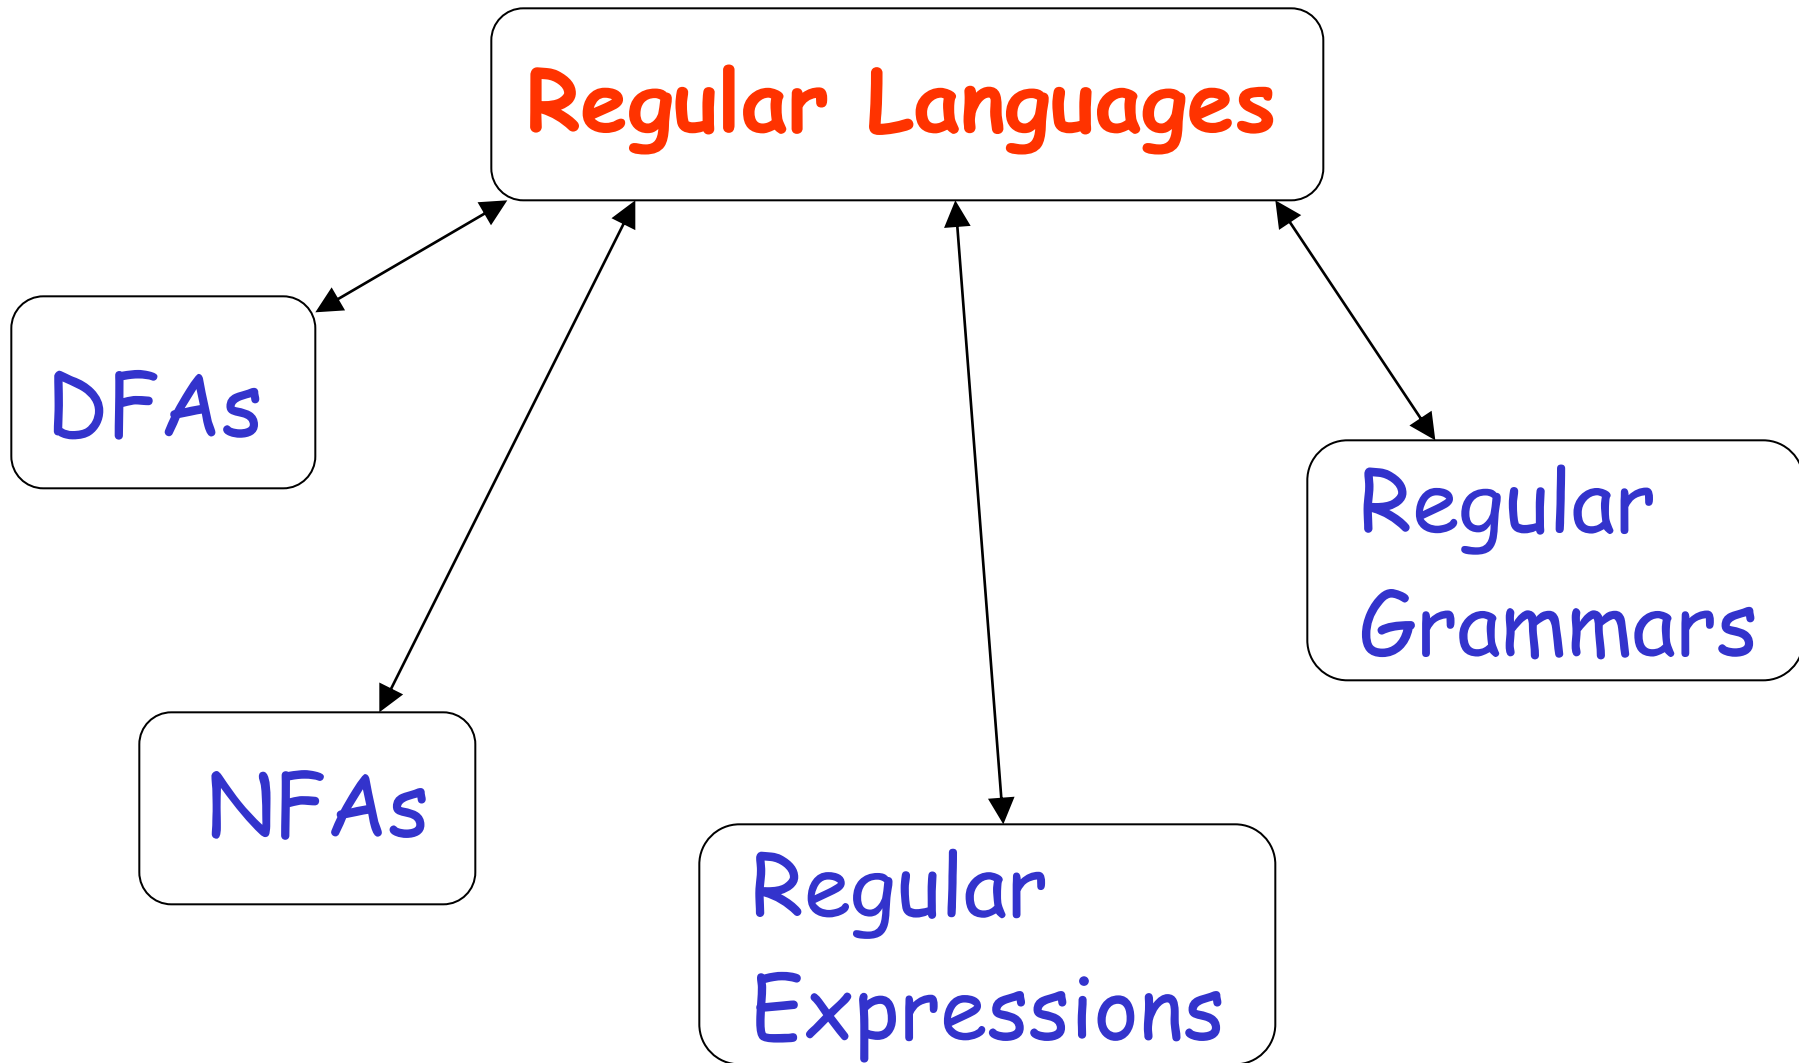 Regular Languages
DFAs
Regular
Grammars
NFAs
Regular
Expressions